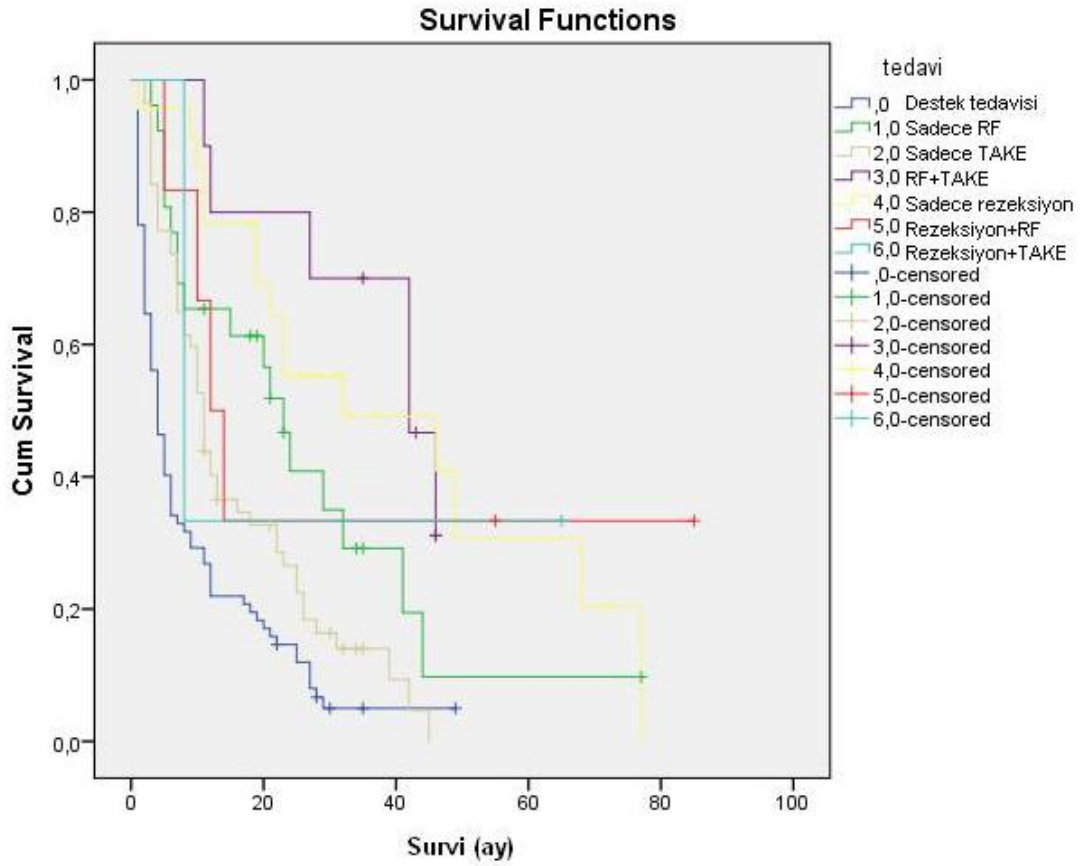 Survival Functions
Cum Survival
1,0
0,8
0,6
0,4
0,2
0,0
0 20 40 60 80 100
Survi (ay)
tedavi
,0 Destek tedavisi
1,0 Sadece RF
2,0 Sadece TAKE
3,0 RF+TAKE
4,0 Sadece rezeksiyon
5,0 Rezeksiyon+RF
6,0 Rezeksiyon+TAKE
,0-censored
1,0-censored
2,0-censored
3,0-censored
4,0-censored
5,0-censored
6,0-censored